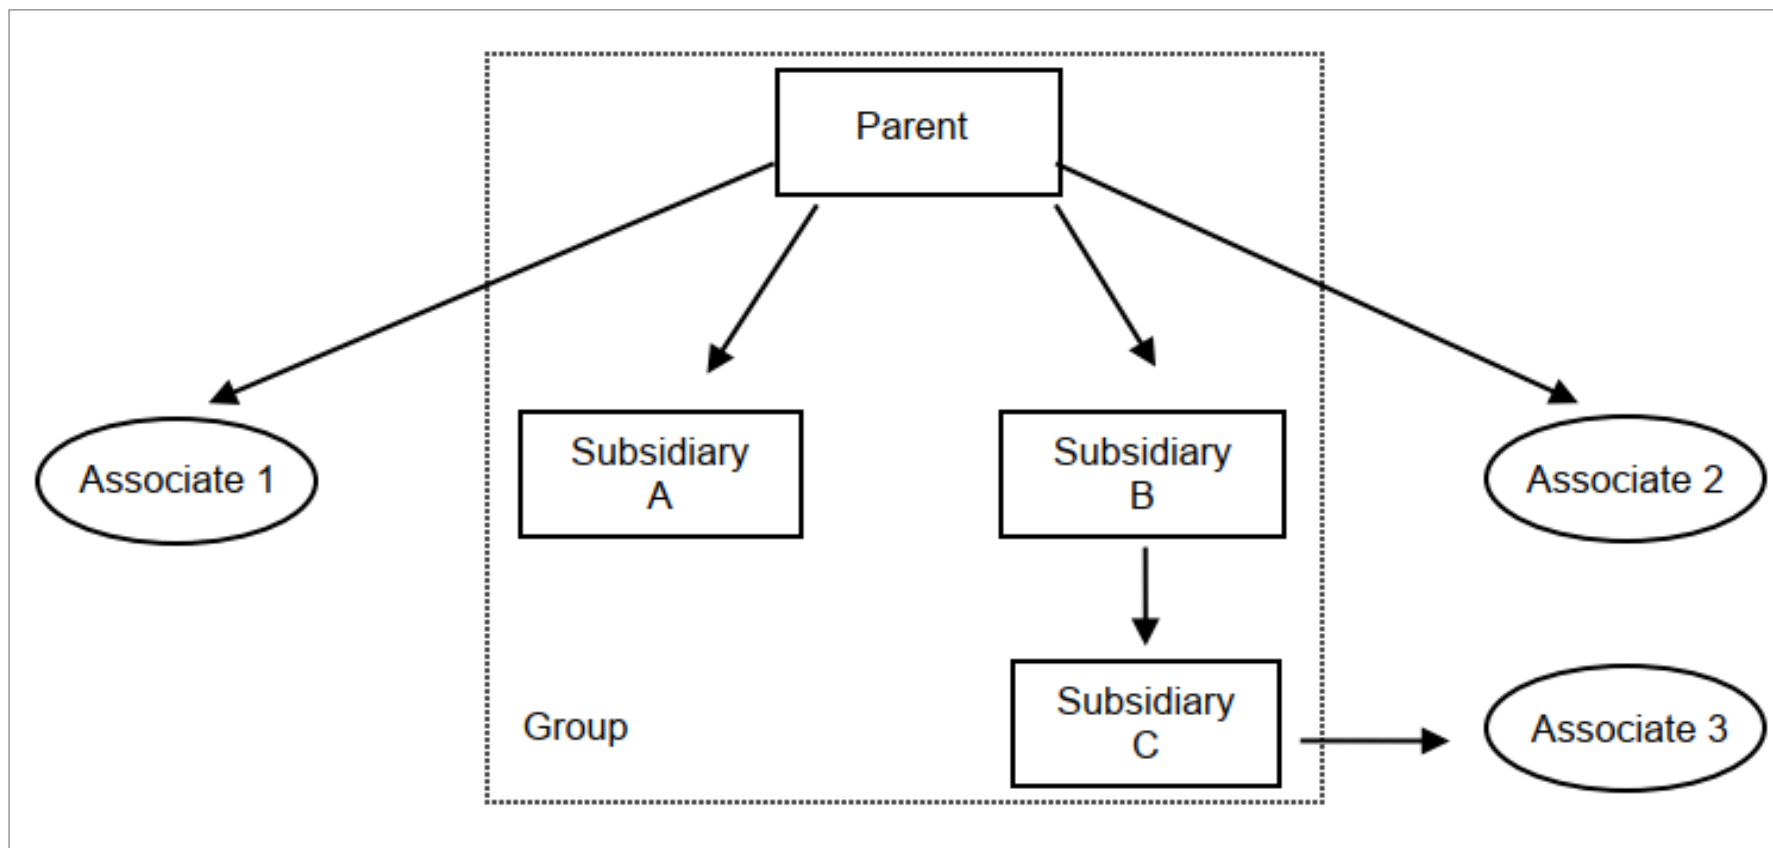 Parent
Associate 1
Subsidiary
A
Subsidiary
B
Associate 2
Group
Subsidiary
C
Associate 3